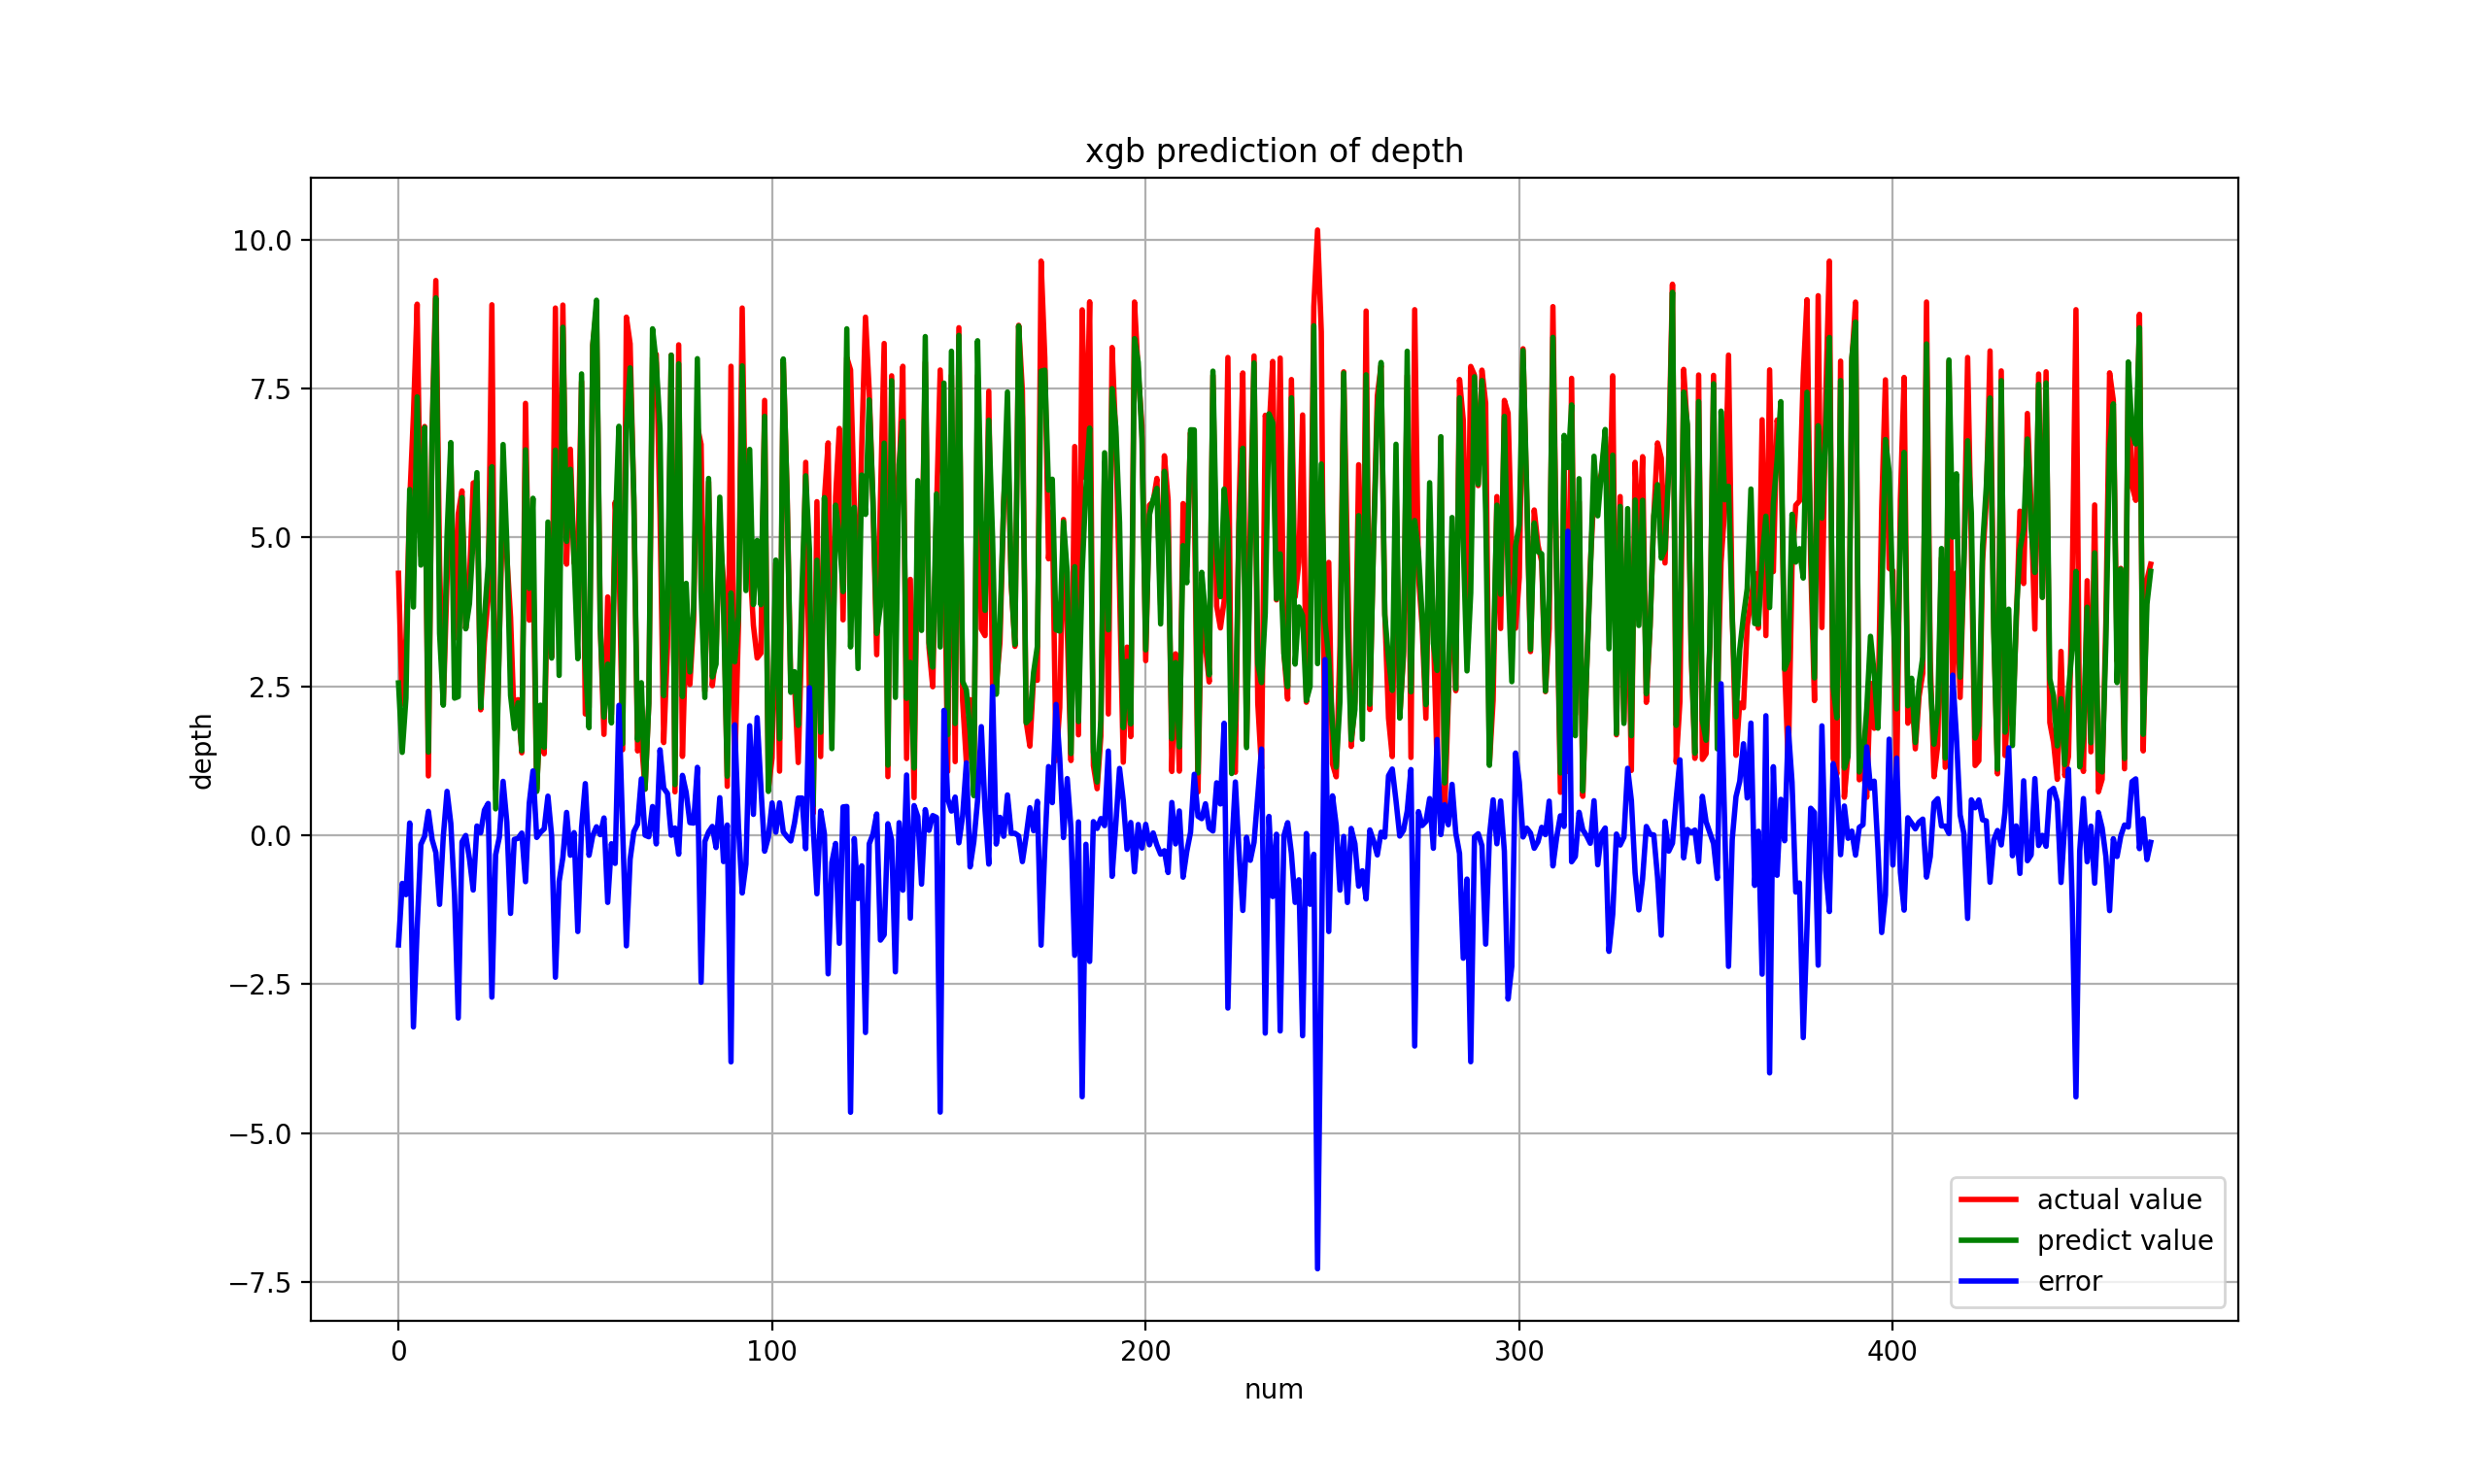 xgb prediction of depth
10.0
7.5
5.0
2.5
0.0
−2.5
−5.0
−7.5
depth
0 100 200 300 400
num
actual value
predict value
error